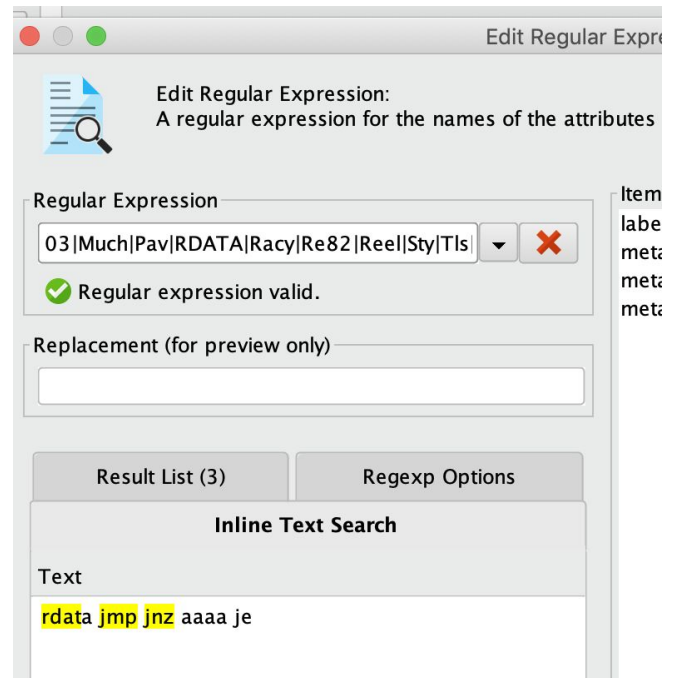 Edit Regular Expre
Edit Regular Expression:
A regular expression for the names of the attributes
Regular Expression
03|Much|Pav|RDATA|Racy|Re82|Reel|Sty|Tls|
Regular expression valid.
Replacement (for preview only)
Result List (3)
Regexp Options
Inline Text Search
Text
rdata jmp jnz aaaa je
Item
labe
meta
meta
meta